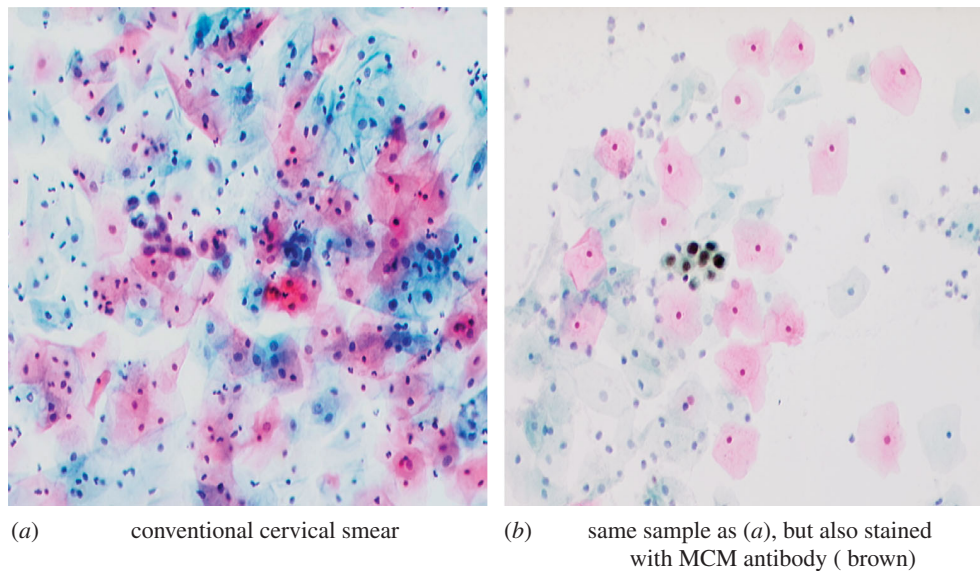 (a) conventional cervical smear
(b) same sample as (a), but also stained
with MCM antibody ( brown)